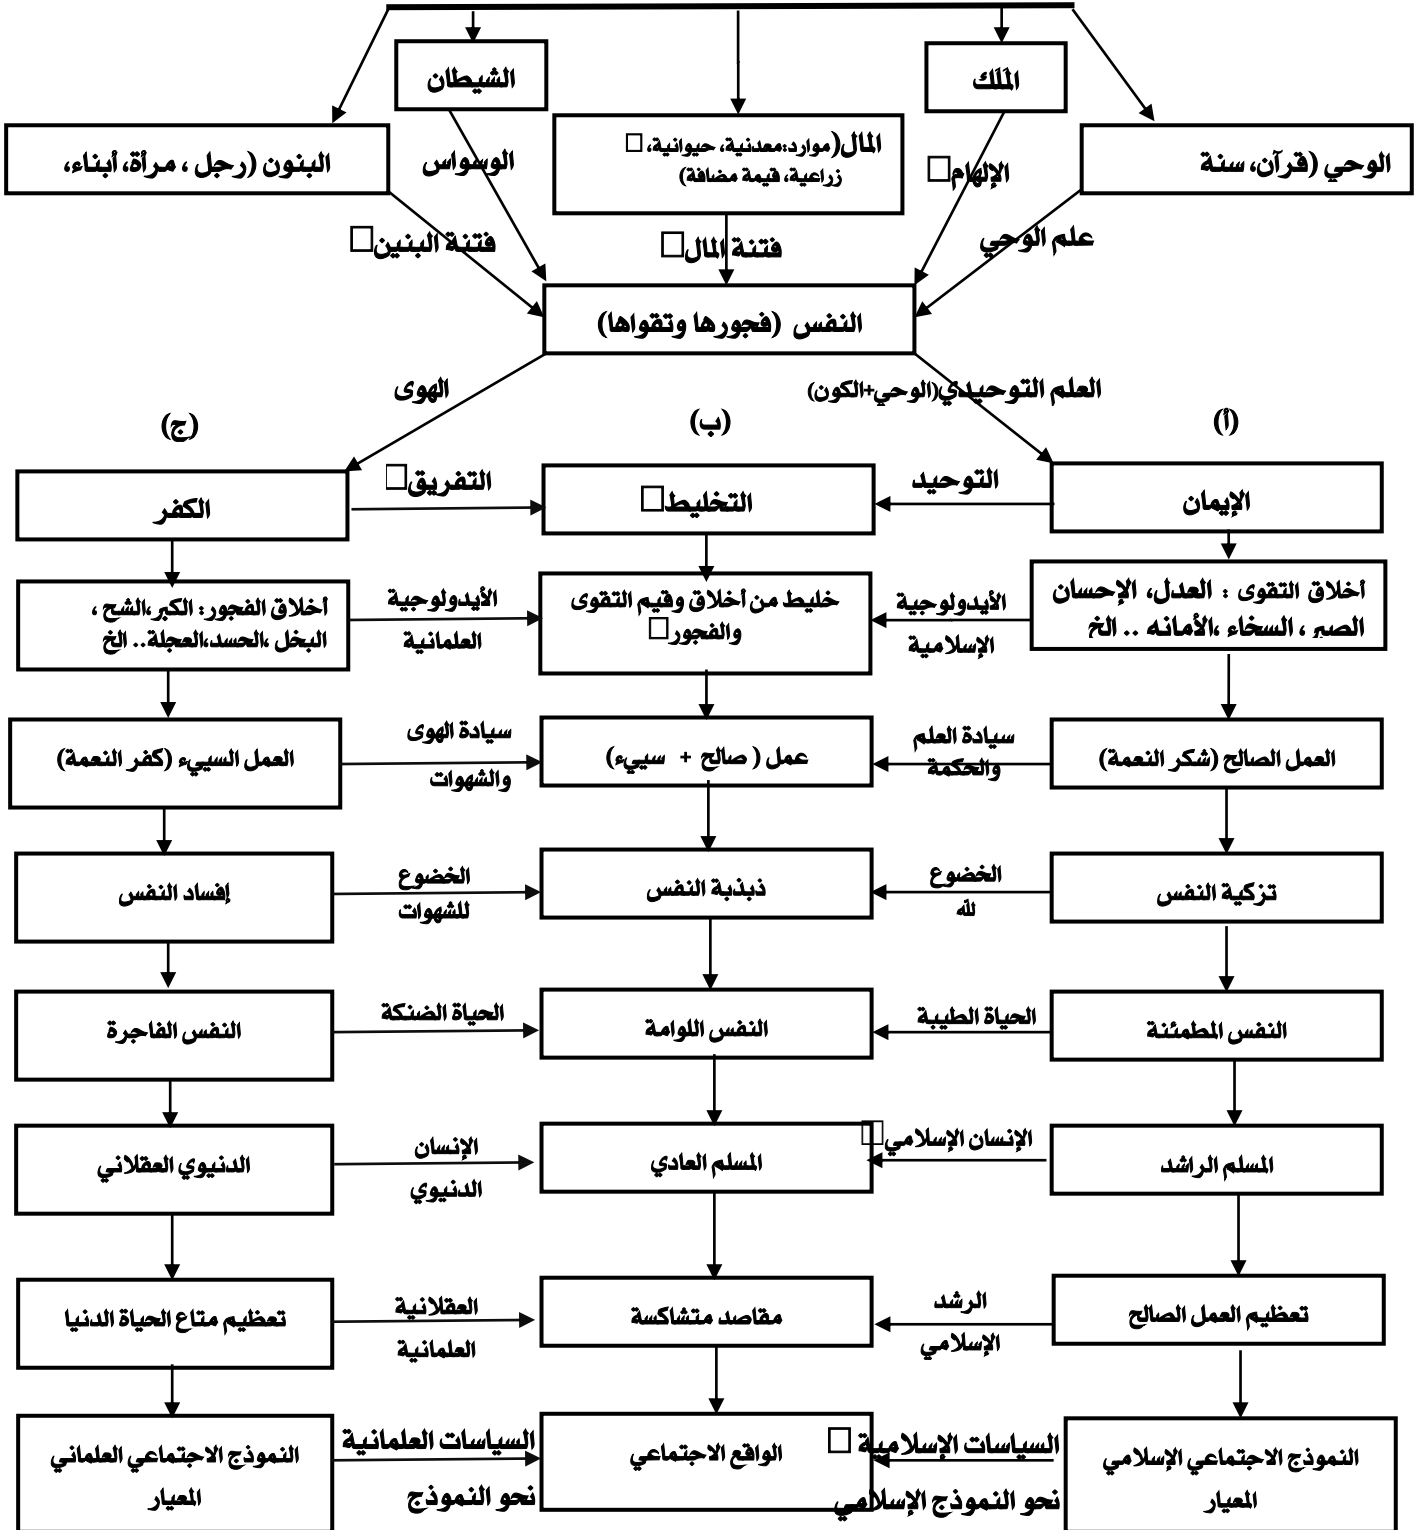 الملَك
الشيطان
الوحي (قرآن، سنة
المال(موارد:معدنية، حيوانية،
زراعية، قيمة مضافة)
البنون (رجل ، مرأة، أبناء،
الإلهام
الوسواس
علم الوحي
فتنة المال
فتنة البنين
النفس (فجورها وتقواها)
العلم التوحيدي(الوحي+الكون)
الهوى
(أ)
(ب)
(ج)
الإيمان
التوحيد
التخليط
التفريق
الكفر
أخلاق التقوى : العدل، الإحسان
الصبر ، السخاء ،الأمانه .. الخ
الأيدولوجية
الإسلامية
خليط من أخلاق وقيم التقوى
والفجور
الأيدولوجية
العلمانية
أخلاق الفجور: الكبر،الشح ،
البخل ،الحسد،العجلة.. الخ
العمل الصالح (شكر النعمة)
سيادة العلم
والحكمة
عمل ( صالح + سييء)
سيادة الهوى
والشهوات
العمل السييء (كفر النعمة)
تزكية النفس
الخضوع
لله
ذبذبة النفس
الخضوع
للشهوات
إفساد النفس
النفس المطمئنة
الحياة الطيبة
النفس اللوامة
الحياة الضنكة
النفس الفاجرة
المسلم الراشد
الإنسان الإسلامي
المسلم العادي
الإنسان
الدنيوي
الدنيوي العقلاني
تعظيم العمل الصالح
الرشد
الإسلامي
مقاصد متشاكسة
العقلانية
العلمانية
تعظيم متاع الحياة الدنيا
النموذج الاجتماعي الإسلامي
المعيار
السياسات الإسلامية
نحو النموذج الإسلامي
الواقع الاجتماعي
السياسات العلمانية
نحو النموذج
النموذج الاجتماعي العلماني
المعيار